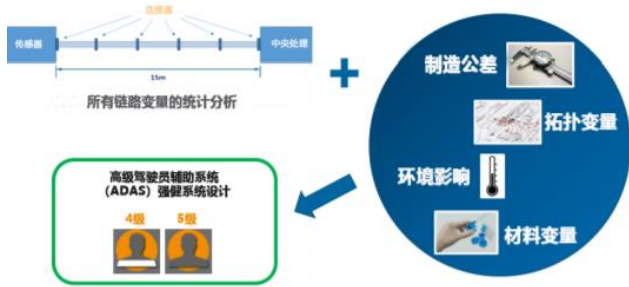 连接器
传感器
中央处理
15m
所有链路变量的统计分析
制造公差
拓扑变量
环境影响
材料变量
高级驾驶员辅助系统
（ADAS）强健系统设计
4级 5级